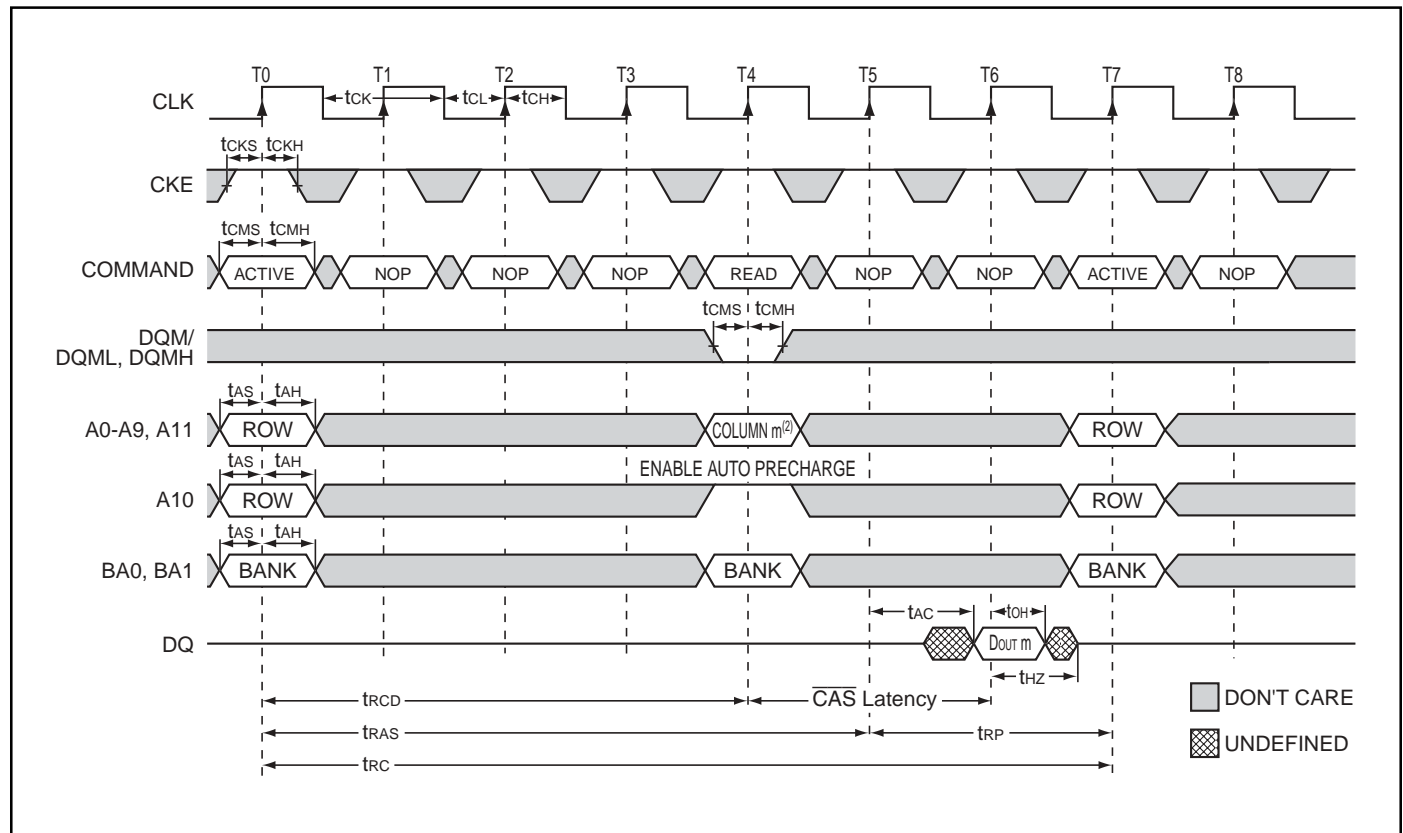 T0 T1 T2 T3 T4 T5 T6 T7 T8
CLK
tCK tCL tCH
tCKS tCKH
CKE
tCMS tCMH
COMMAND ACTIVE NOP NOP NOP READ NOP NOP ACTIVE NOP
tCMS tCMH
DQM/
DQML, DQMH
tAS tAH
A0-A9, A11 ROW COLUMN m(2) ROW
ENABLE AUTO PRECHARGE
tAS tAH
A10 ROW ROW
tAS tAH
BA0, BA1 BANK BANK BANK
tAC tOH
DQ DOUT m
tHZ
tRCD CAS Latency
DON'T CARE
tRAS tRP
UNDEFINED
tRC